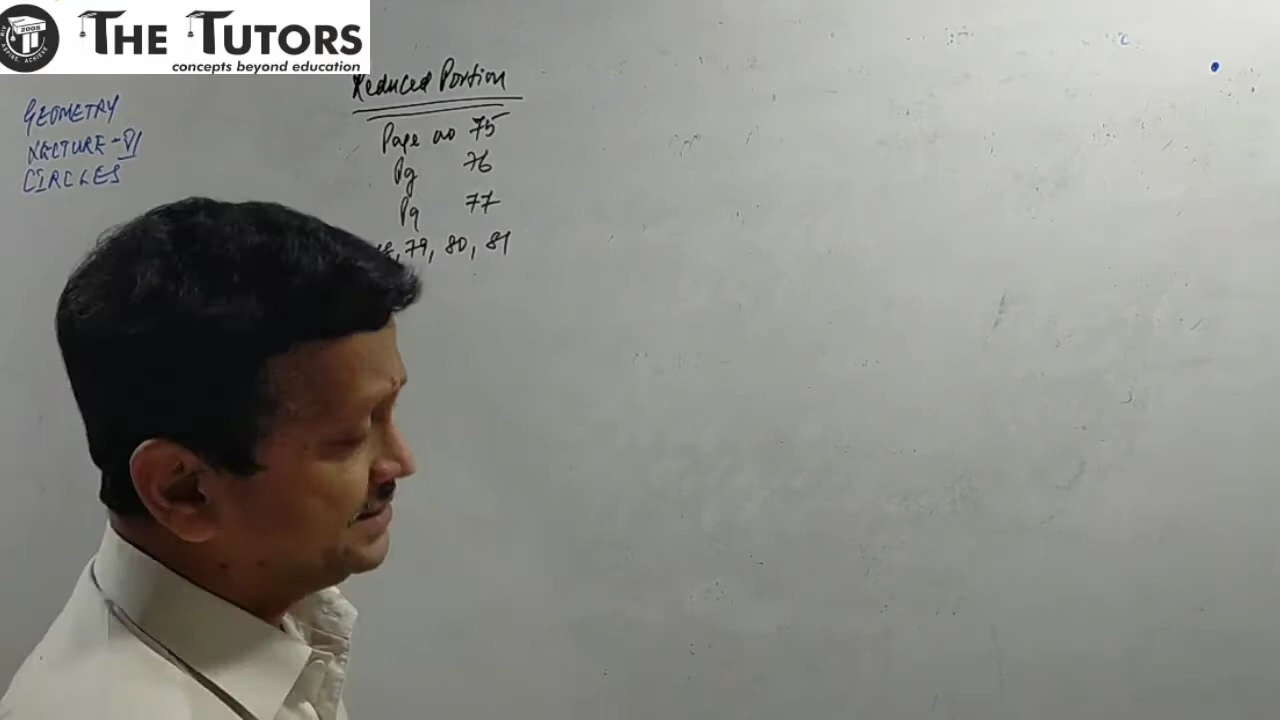 2005
THE TUTORS
concepts beyond education
GEOMETRY
LECTURE-VI
CIRCLES
Reduced Portion
Page no 75
Pg 76
Pg 77
79, 80, 81